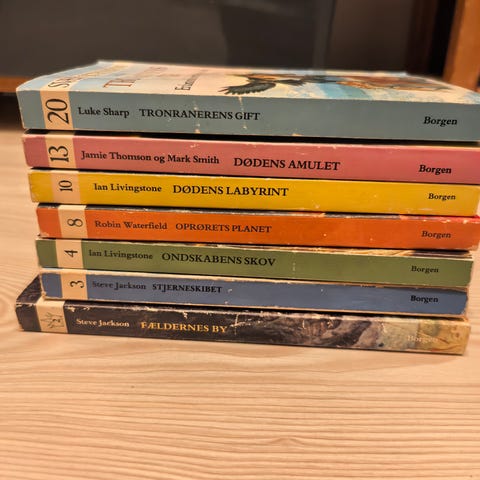 20 Luke Sharp TRONRANERENS GIFT Borgen
13 Jamie Thomson og Mark Smith DØDENS AMULET Borgen
10 Ian Livingstone DØDENS LABYRINT Borgen
8 Robin Waterfield OPRØRETS PLANET Borgen
4 Ian Livingstone ONDSKABENS SKOV Borgen
3 Steve Jackson STJERNESKIBET Borgen
Steve Jackson FÆLDERNES BY Borgen